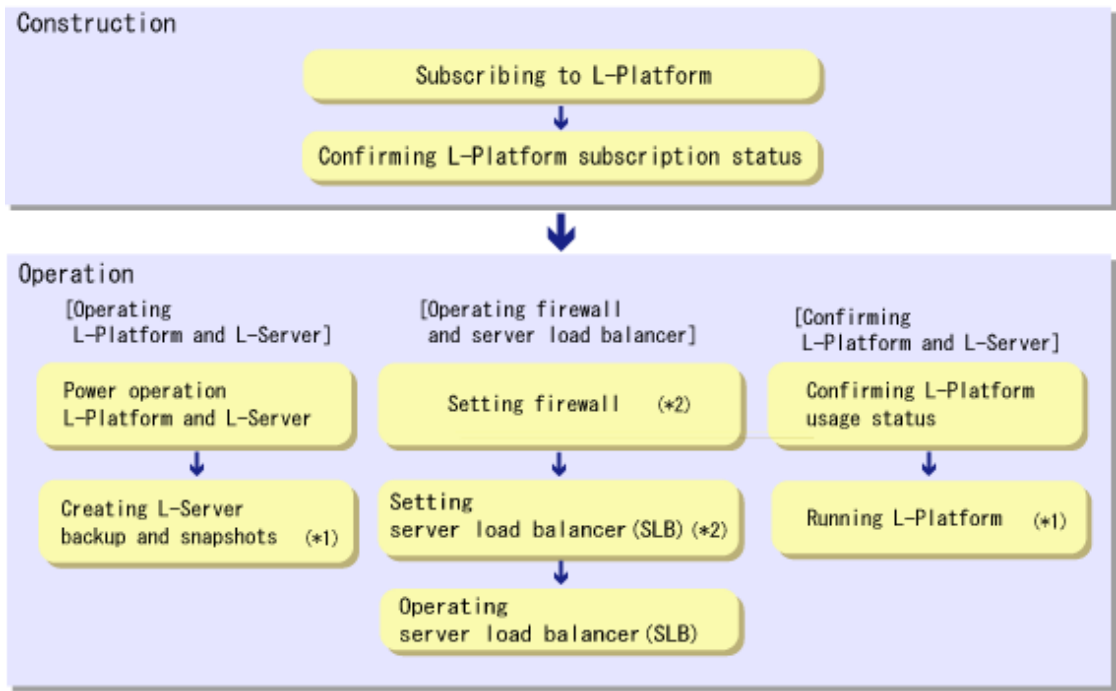 Construction
Subscribing to L-Platform
Confirming L-Platform subscription status
Operation
[Operating
L-Platform and L-Server]
Power operation
L-Platform and L-Server
Creating L-Server
backup and snapshots (*1)
[Operating firewall
and server load balancer]
Setting firewall (*2)
Setting
server load balancer(SLB)(*2)
Operating
server load balancer(SLB)
[Confirming
L-Platform and L-Server]
Confirming L-Platform
usage status
Running L-Platform (*1)